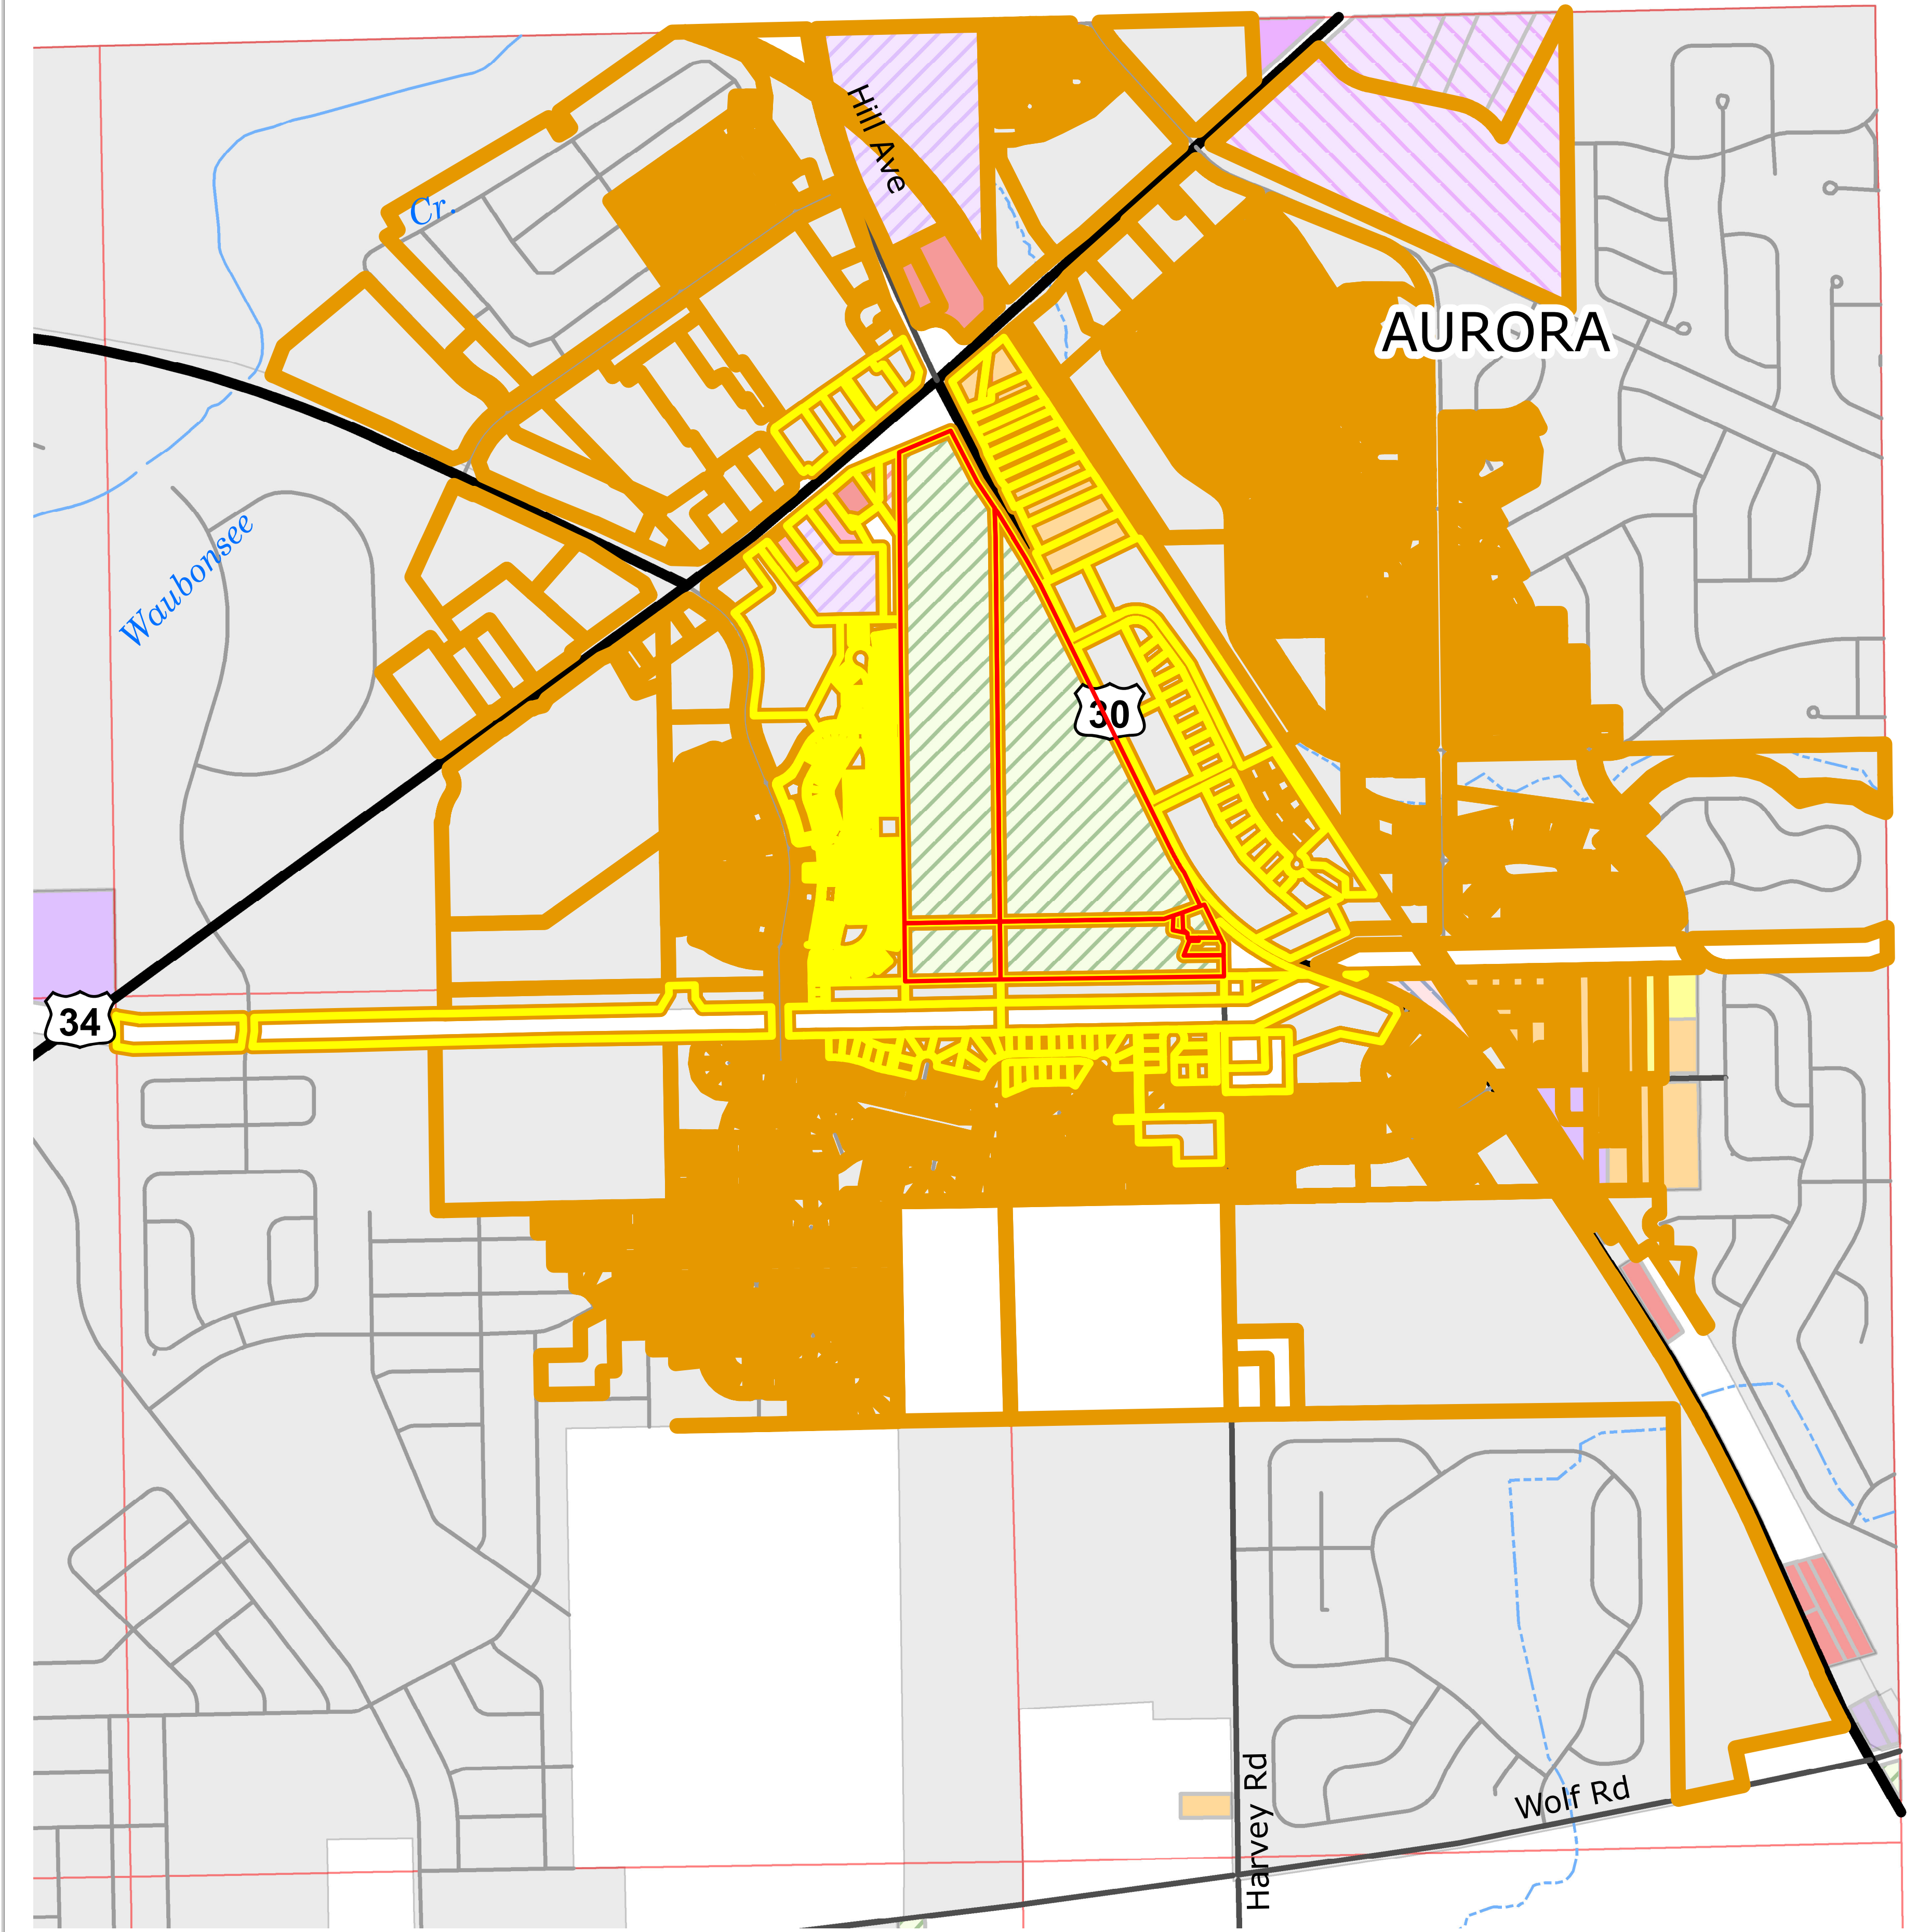 Hill Ave
Cr.
AURORA
Waubonsee
30
34
Harvey Rd
Wolf Rd